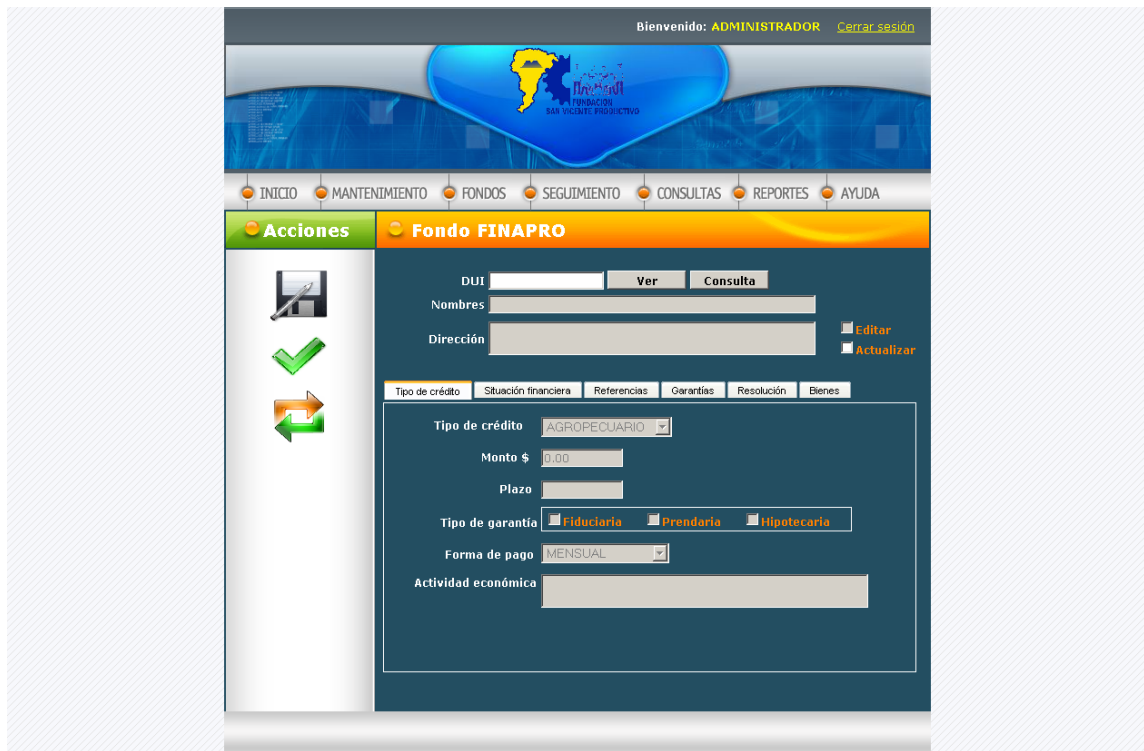 Bienvenido: ADMINISTRADOR Cerrar sesión
FUNDACION
SAN VICENTE PRODUCTIVO
INICIO MANTENIMIENTO FONDOS SEGUIMIENTO CONSULTAS REPORTES AYUDA
Acciones Fondo FINAPRO
DUI Ver Consulta
Nombres
Dirección
Editar
Actualizar
Tipo de crédito Situación financiera Referencias Garantías Resolución Bienes
Tipo de crédito AGROPECUARIO
Monto $ 0.00
Plazo
Tipo de garantía Fiduciaria Prendaria Hipotecaria
Forma de pago MENSUAL
Actividad económica